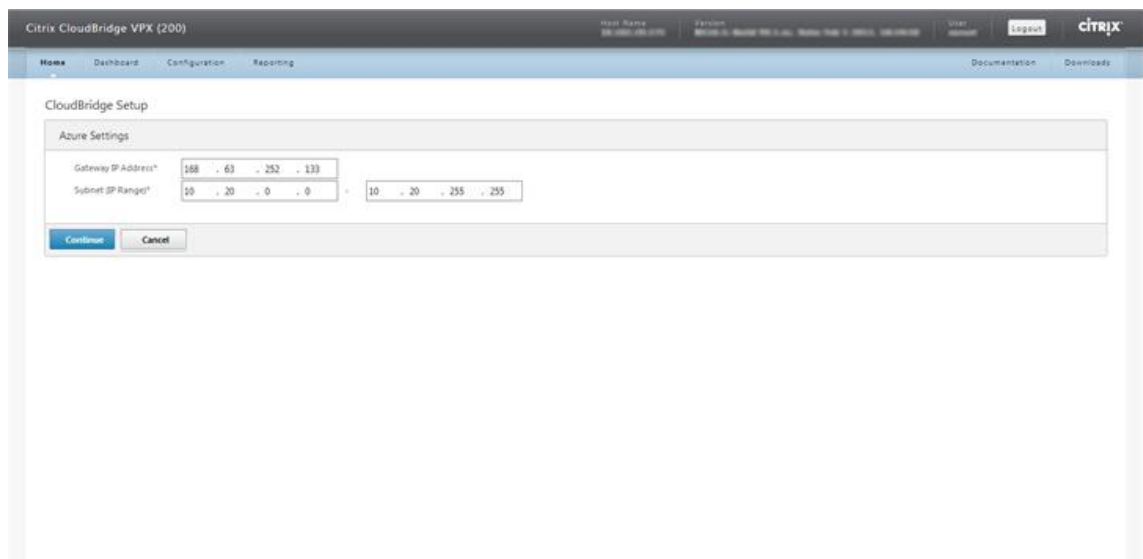 Citrix CloudBridge VPX (200)
Host Name
Version
User
Logout
CITRIX
Home Dashboard Configuration Reporting Documentation Downloads
CloudBridge Setup
Azure Settings
Gateway IP Address* 168 . 63 . 252 . 133
Subnet (IP Range)* 10 . 20 . 0 . 0 - 10 . 20 . 255 . 255
Continue Cancel